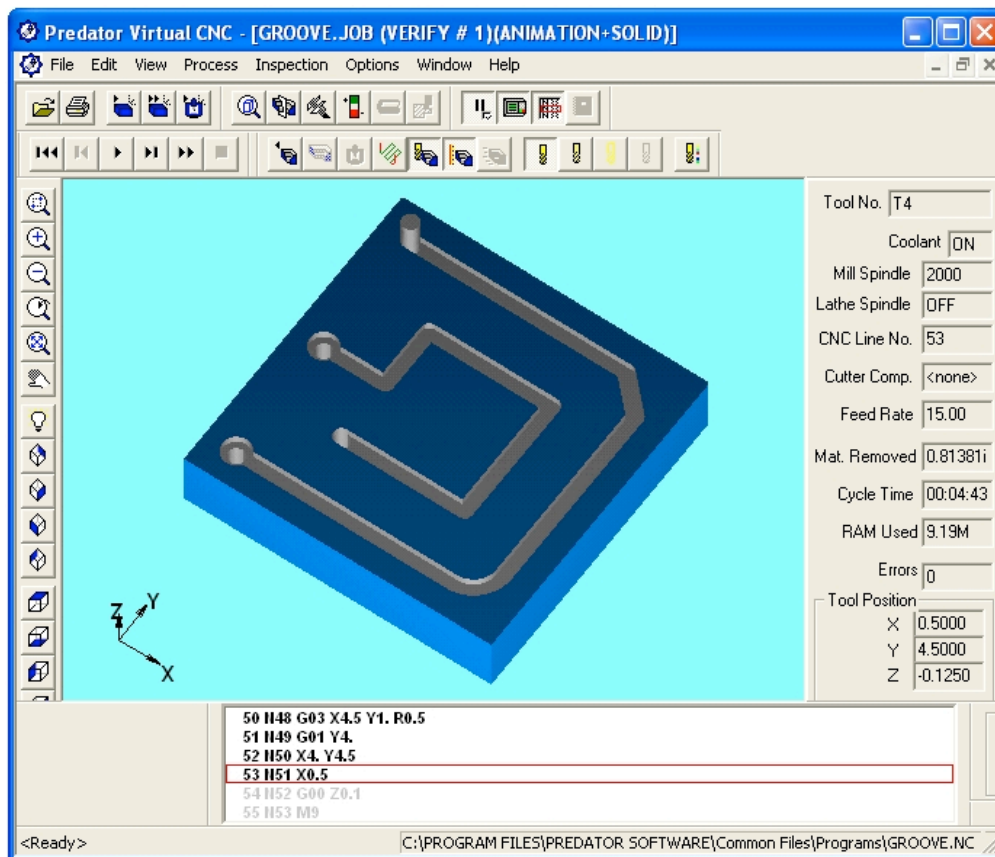 Predator Virtual CNC - [GROOVE.JOB (VERIFY # 1)(ANIMATION+SOLID)]
File Edit View Process Inspection Options Window Help
Tool No. T4
Coolant ON
Mill Spindle 2000
Lathe Spindle OFF
CNC Line No. 53
Cutter Comp. <none>
Feed Rate 15.00
Mat. Removed 0.81381i
Cycle Time 00:04:43
RAM Used 9.19M
Errors 0
Tool Position
X 0.5000
Y 4.5000
Z -0.1250
Z Y
X
50 N48 G03 X4.5 Y1. R0.5
51 N49 G01 Y4.
52 N50 X4. Y4.5
53 N51 X0.5
54 N52 G00 Z0.1
55 N53 M9
<Ready> C:\PROGRAM FILES\PREDATOR SOFTWARE\Common Files\Programs\GROOVE.NC